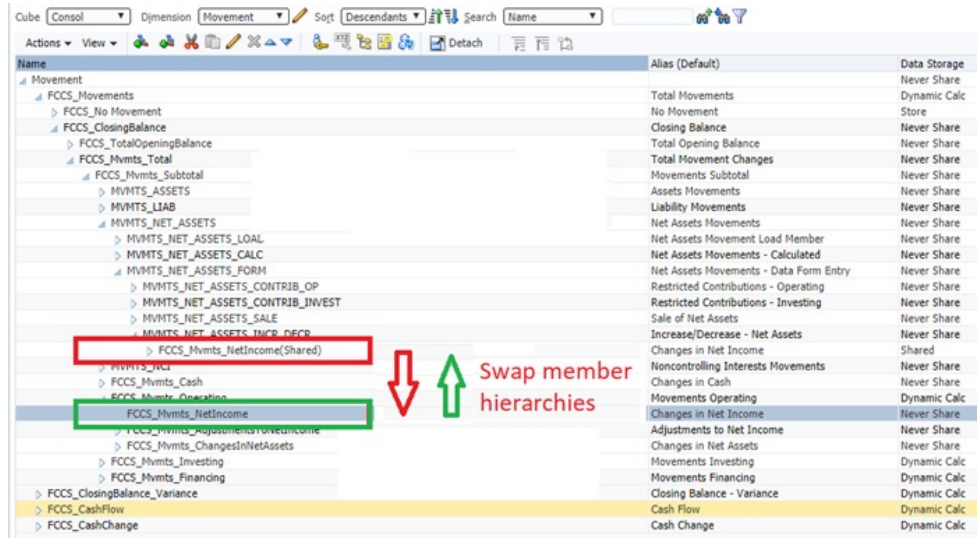 Cube Consol Dimension Movement Sort Descendants Search Name
Actions View Detach
Name Alias (Default) Data Storage
Movement Never Share
FCCS_Movements Total Movements Dynamic Calc
FCCS_No Movement No Movement Store
FCCS_ClosingBalance Closing Balance Never Share
FCCS_TotalOpeningBalance Total Opening Balance Never Share
FCCS_Mvmts_Total Total Movement Changes Never Share
FCCS_Mvmts_Subtotal Movements Subtotal Never Share
MVMTS_ASSETS Assets Movements Never Share
MVMTS_LIAB Liability Movements Never Share
MVMTS_NET_ASSETS Net Assets Movements Never Share
MVMTS_NET_ASSETS_LOAD Net Assets Movement Load Member Never Share
MVMTS_NET_ASSETS_CALC Net Assets Movements - Calculated Never Share
MVMTS_NET_ASSETS_FORM Net Assets Movements - Data Form Entry Never Share
MVMTS_NET_ASSETS_CONTRIB_OP Restricted Contributions - Operating Never Share
MVMTS_NET_ASSETS_CONTRIB_INVEST Restricted Contributions - Investing Never Share
MVMTS_NET_ASSETS_SALE Sale of Net Assets Never Share
MVMTS_NET_ASSETS_INCR_DECR Increase/Decrease - Net Assets Never Share
FCCS_Mvmts_NetIncome(Shared) Changes in Net Income Shared
MVMTS_NCI Noncontrolling Interests Movements Never Share
FCCS_Mvmts_Cash Changes in Cash Never Share
FCCS_Mvmts_Operating Movements Operating Dynamic Calc
FCCS_Mvmts_NetIncome Changes in Net Income Never Share
FCCS_Mvmts_AdjustmentsToNetIncome Adjustments to Net Income Never Share
FCCS_Mvmts_ChangesInNetAssets Changes in Net Assets Never Share
FCCS_Mvmts_Investing Movements Investing Dynamic Calc
FCCS_Mvmts_Financing Movements Financing Dynamic Calc
FCCS_ClosingBalance_Variance Closing Balance - Variance Dynamic Calc
FCCS_CashFlow Cash Flow Dynamic Calc
FCCS_CashChange Cash Change Dynamic Calc
Swap member
hierarchies